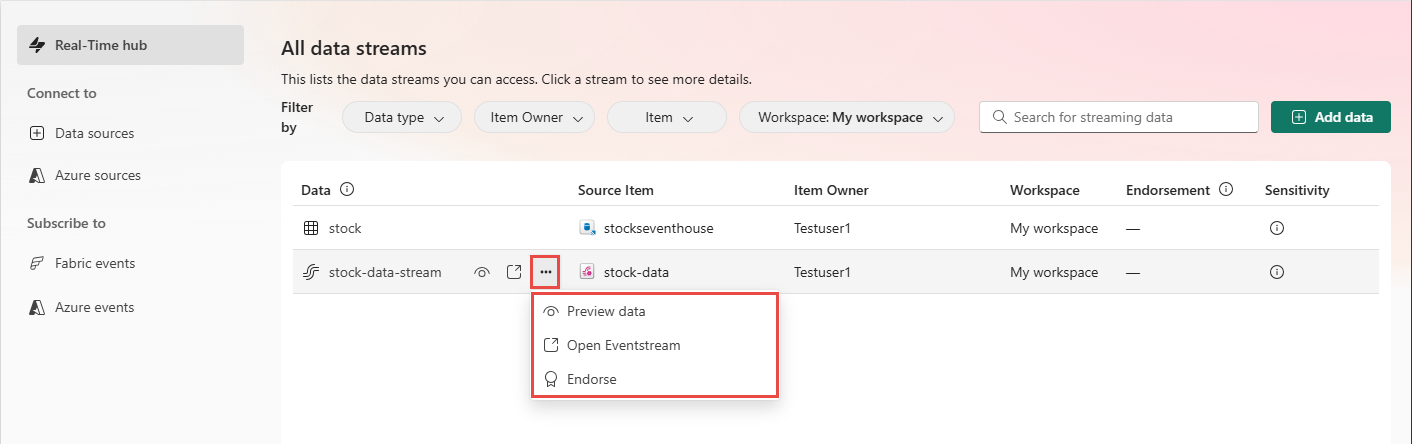 Real-Time hub
Connect to
Data sources
Azure sources
Subscribe to
Fabric events
Azure events
All data streams
This lists the data streams you can access. Click a stream to see more details.
Filter by
Data type
Item Owner
Item
Workspace: My workspace
Search for streaming data
Add data
Data Source Item Item Owner Workspace Endorsement Sensitivity
stock stockseventhouse Testuser1 My workspace —
stock-data-stream ··· stock-data Testuser1 My workspace —
Preview data
Open Eventstream
Endorse